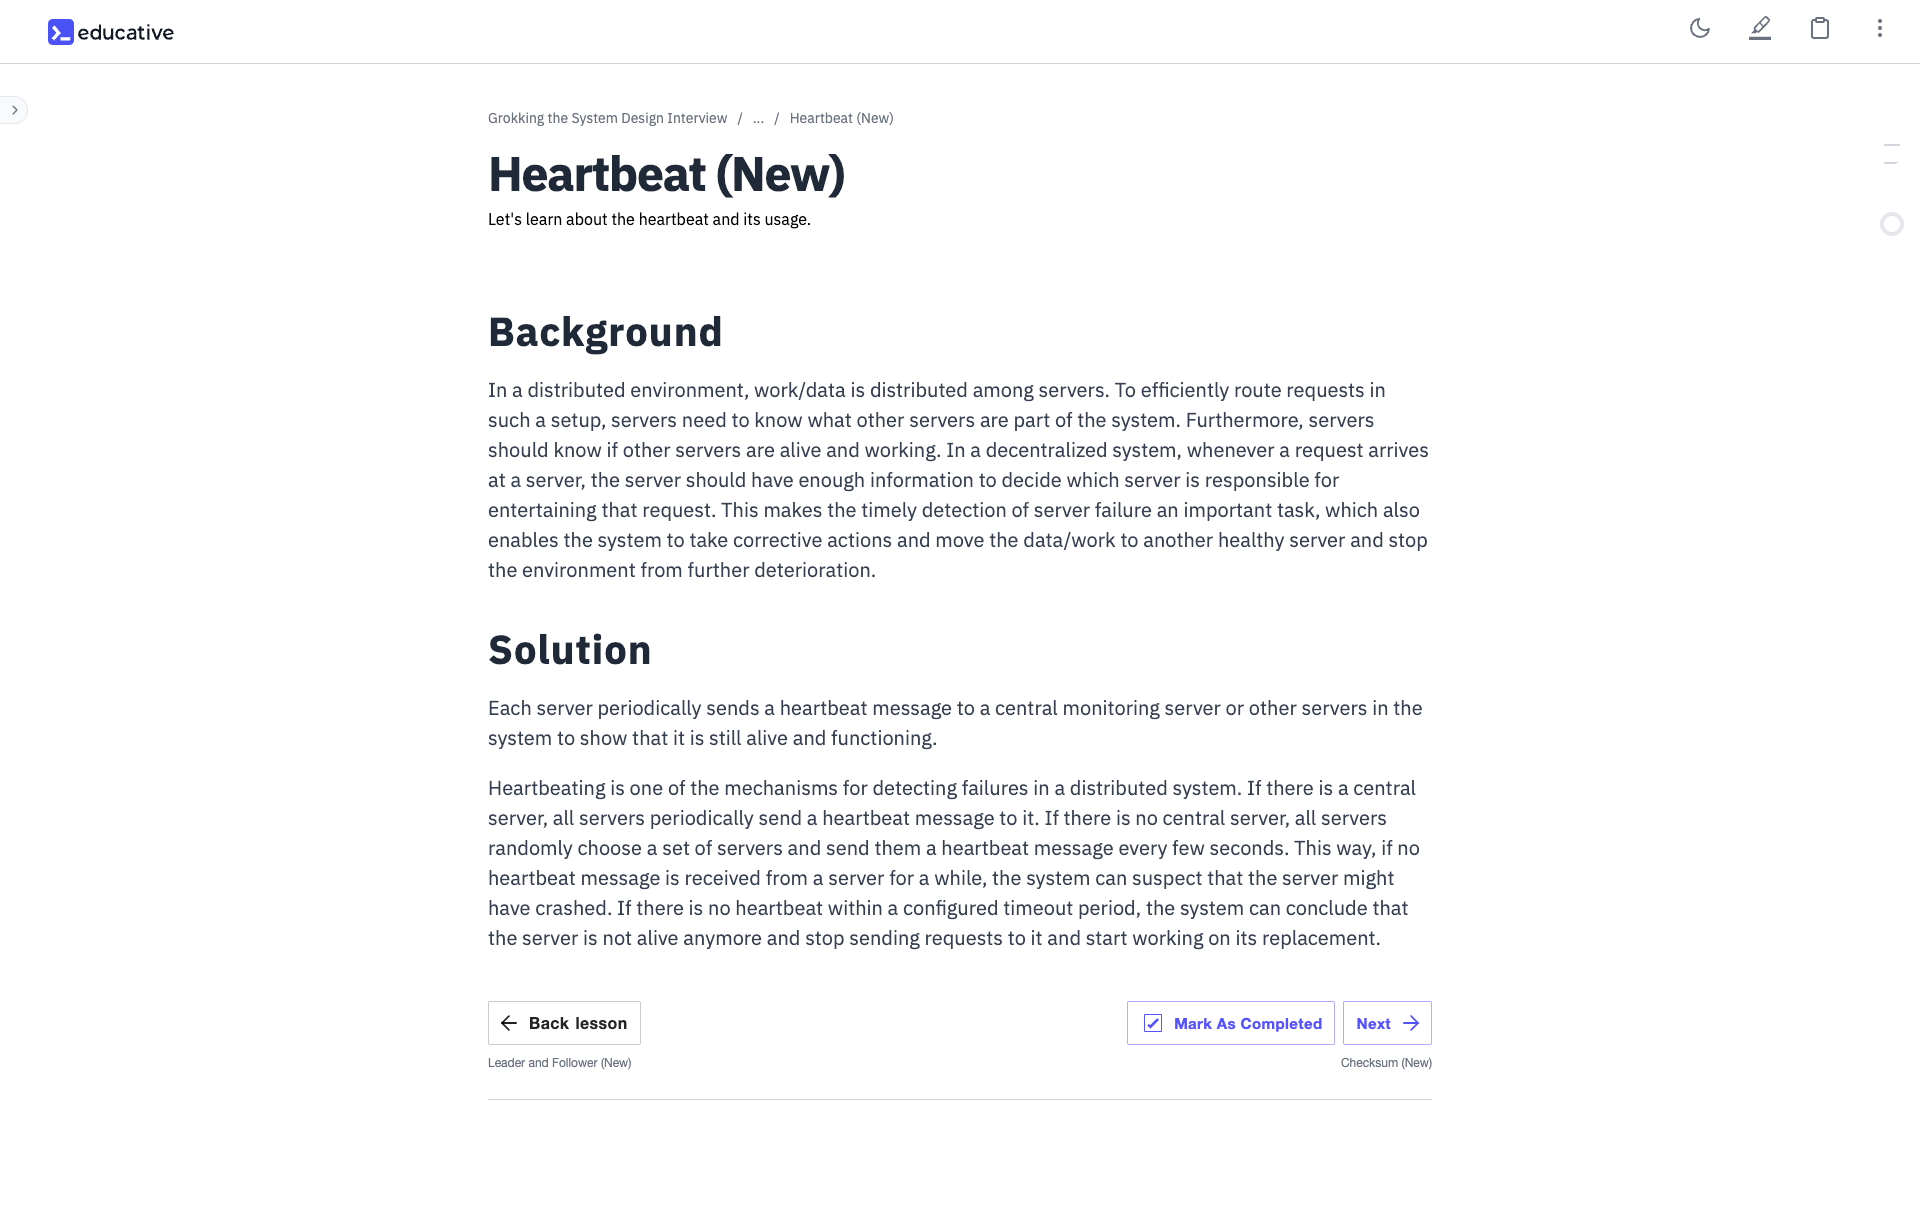 educative
Grokking the System Design Interview / ... / Heartbeat (New)
Heartbeat (New)
Let's learn about the heartbeat and its usage.
Background
In a distributed environment, work/data is distributed among servers. To efficiently route requests in
such a setup, servers need to know what other servers are part of the system. Furthermore, servers
should know if other servers are alive and working. In a decentralized system, whenever a request arrives
at a server, the server should have enough information to decide which server is responsible for
entertaining that request. This makes the timely detection of server failure an important task, which also
enables the system to take corrective actions and move the data/work to another healthy server and stop
the environment from further deterioration.
Solution
Each server periodically sends a heartbeat message to a central monitoring server or other servers in the
system to show that it is still alive and functioning.
Heartbeating is one of the mechanisms for detecting failures in a distributed system. If there is a central
server, all servers periodically send a heartbeat message to it. If there is no central server, all servers
randomly choose a set of servers and send them a heartbeat message every few seconds. This way, if no
heartbeat message is received from a server for a while, the system can suspect that the server might
have crashed. If there is no heartbeat within a configured timeout period, the system can conclude that
the server is not alive anymore and stop sending requests to it and start working on its replacement.
Back lesson
Mark As Completed
Next
Leader and Follower (New)
Checksum (New)